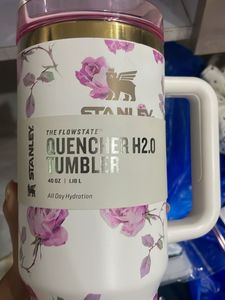 STANLEY
THE FLOWSTATE™
QUENCHER H2.0
TUMBLER
40 OZ | 1.18 L
All Day Hydration
STANLEY